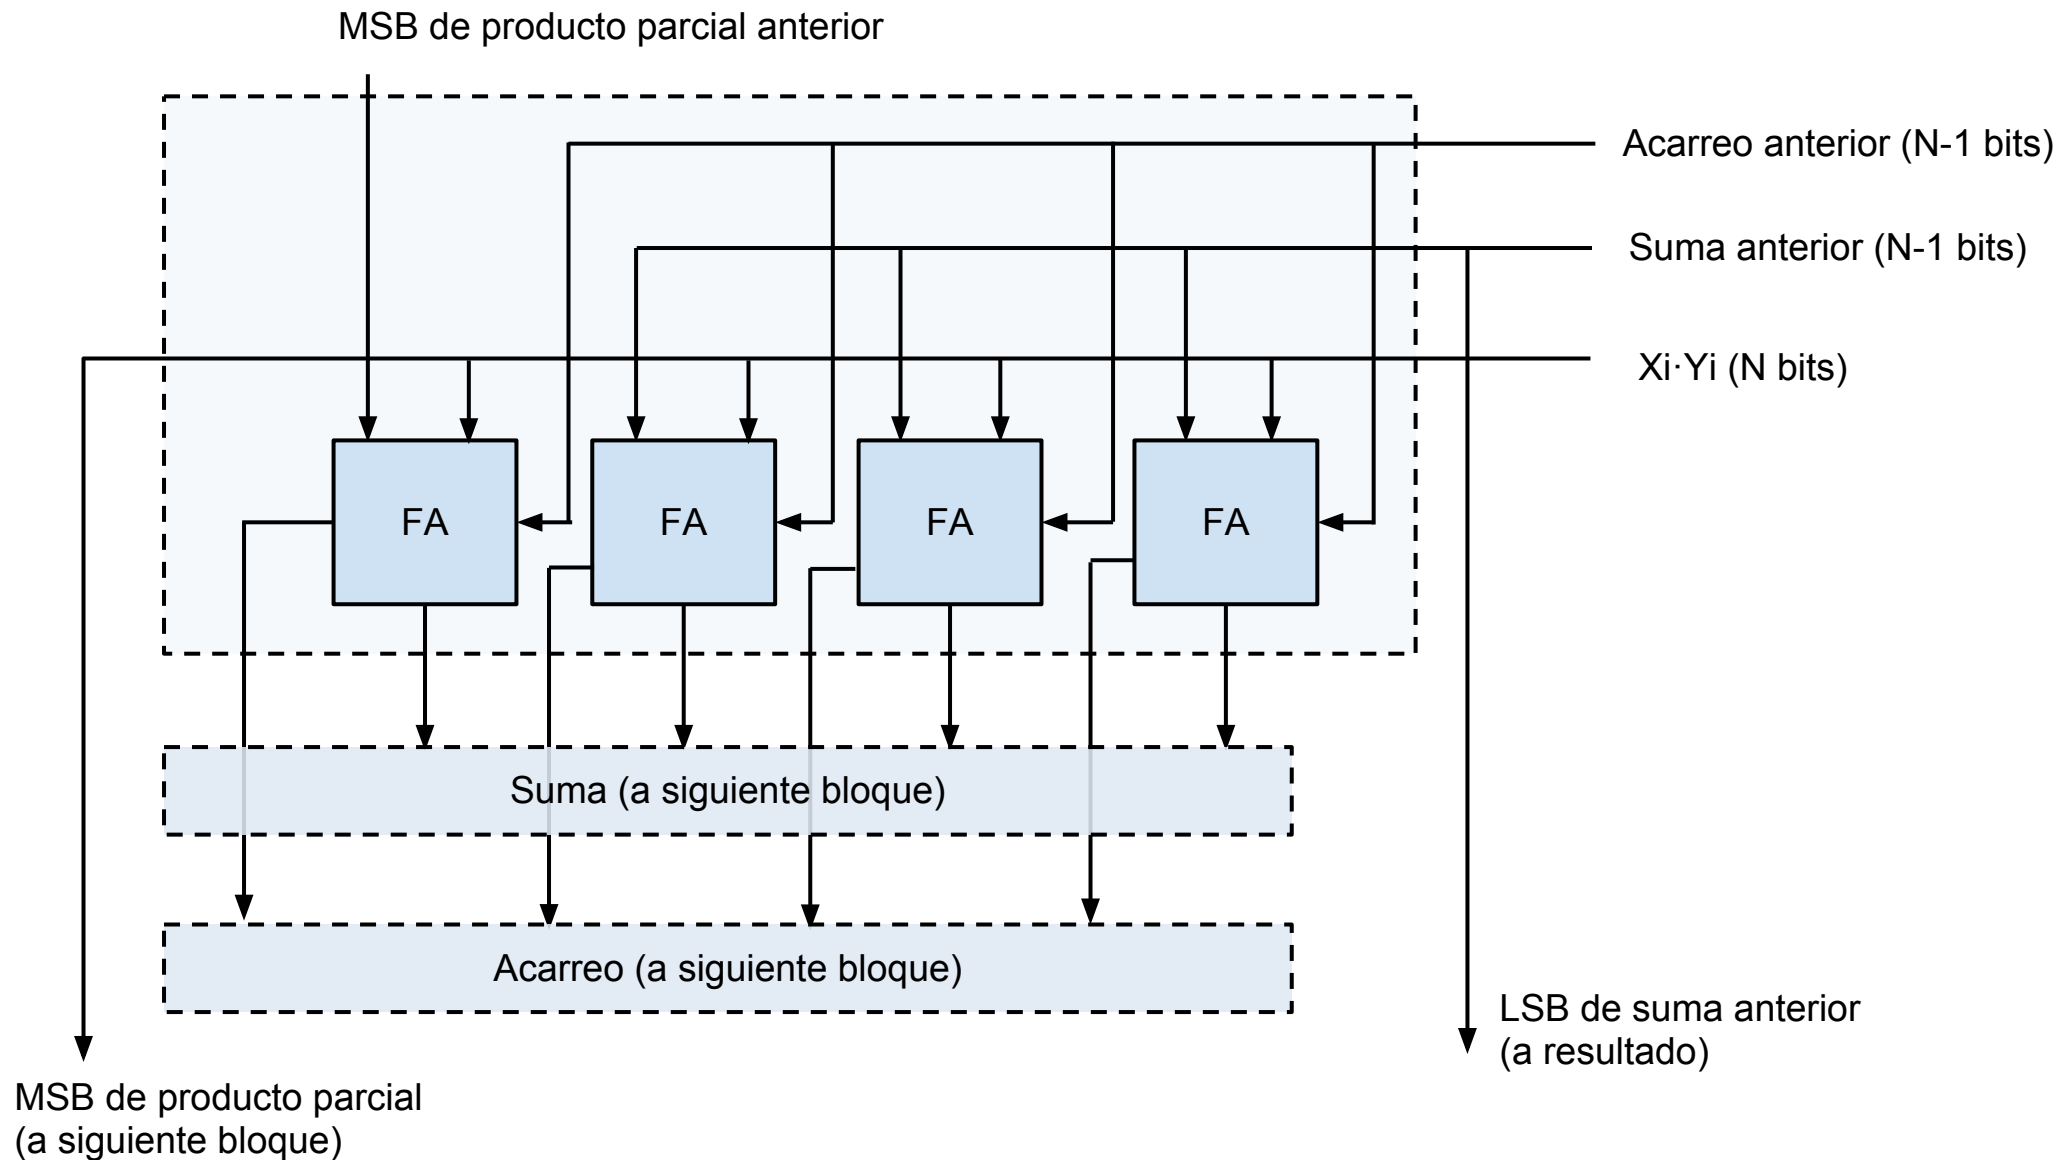 MSB de producto parcial anterior
Acarreo anterior (N-1 bits)
Suma anterior (N-1 bits)
Xi·Yi (N bits)
FA
FA
FA
FA
Suma (a siguiente bloque)
Acarreo (a siguiente bloque)
LSB de suma anterior
(a resultado)
MSB de producto parcial
(a siguiente bloque)